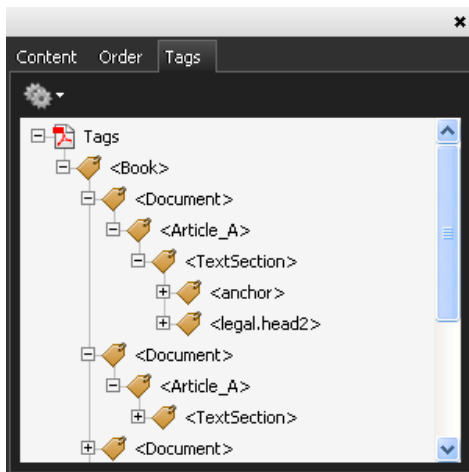 Content Order Tags
Tags
<Book>
<Document>
<Article_A>
<TextSection>
<anchor>
<legal.head2>
<Document>
<Article_A>
<TextSection>
<Document>